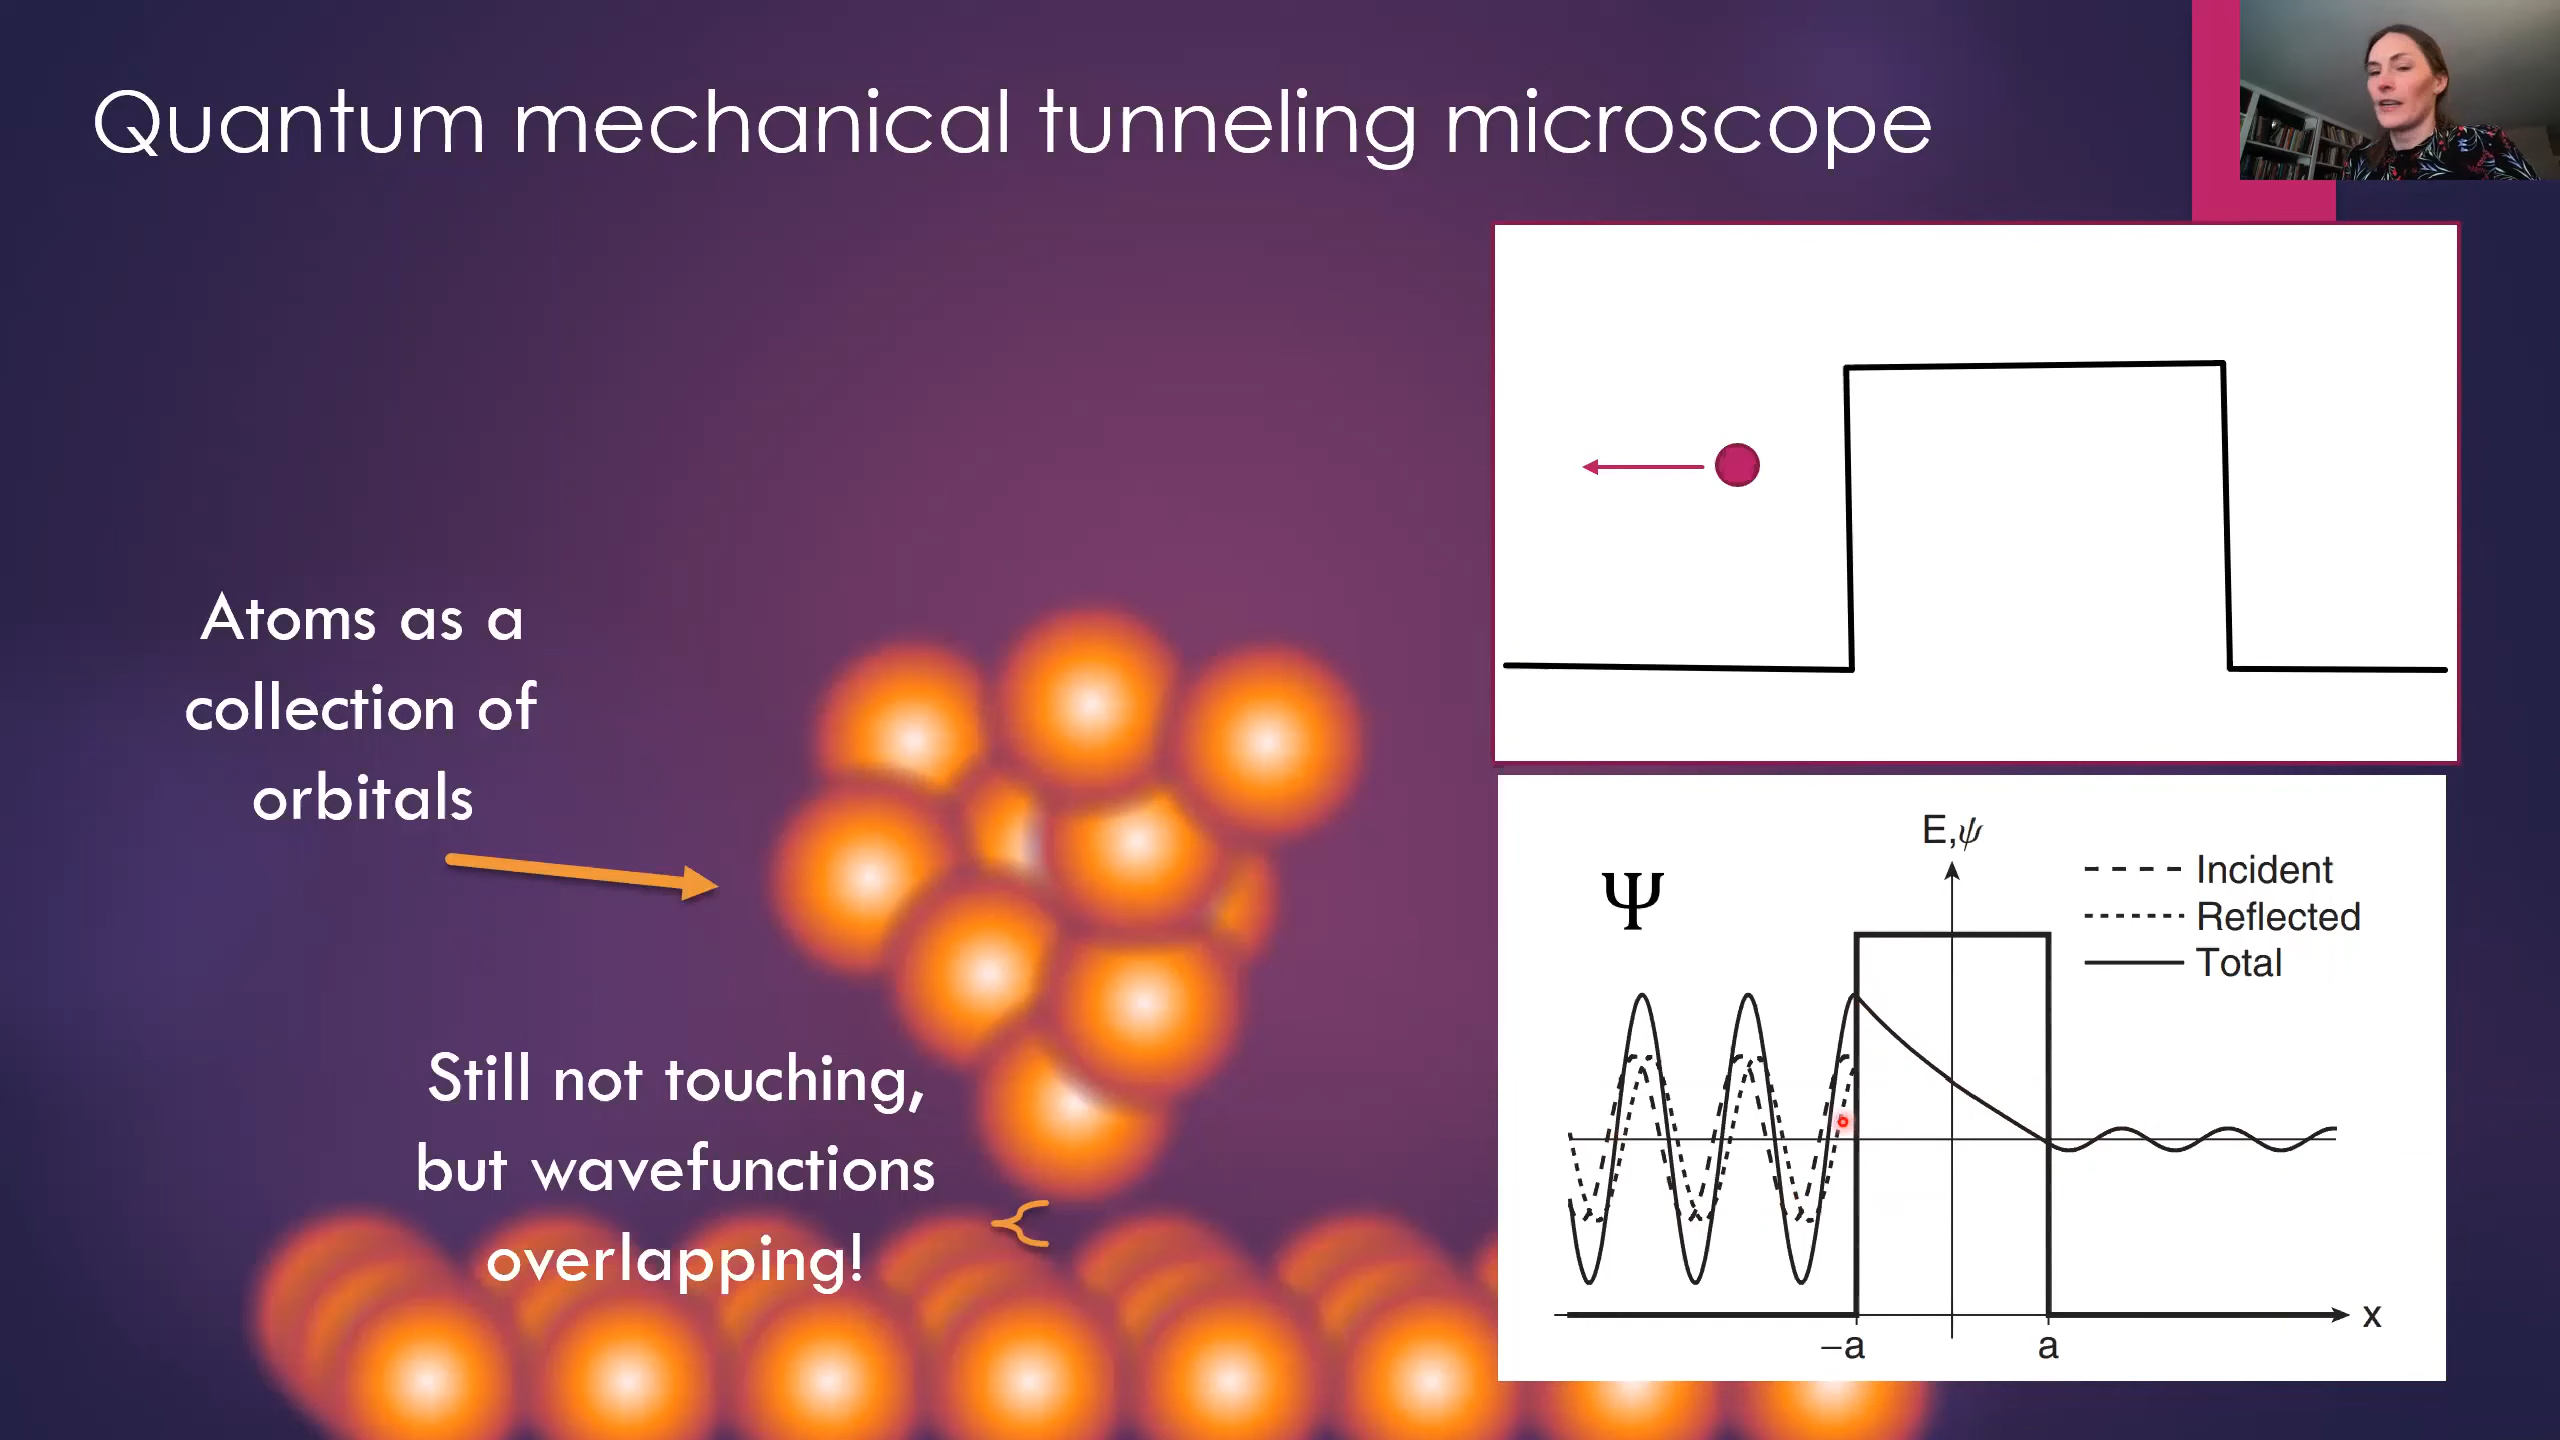 Quantum mechanical tunneling microscope
Atoms as a
collection of
orbitals
Still not touching,
but wavefunctions
overlapping!
E,ψ
Ψ
Incident
Reflected
Total
x
−a
a